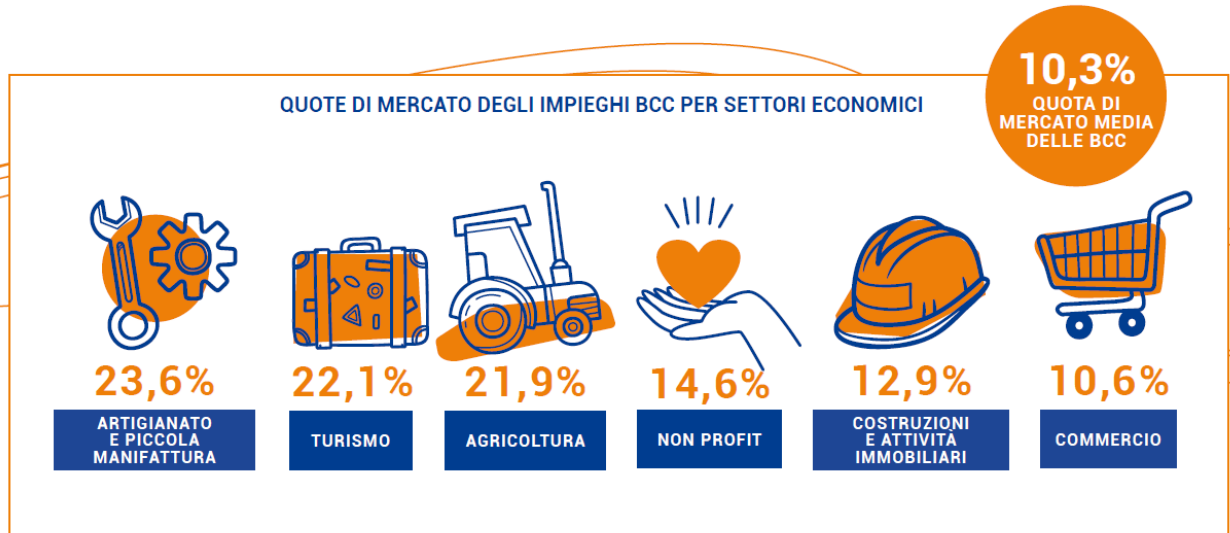 10,3%
QUOTA DI
MERCATO MEDIA
DELLE BCC
QUOTE DI MERCATO DEGLI IMPIEGHI BCC PER SETTORI ECONOMICI
23,6%
ARTIGIANATO
E PICCOLA
MANIFATTURA
22,1%
TURISMO
21,9%
AGRICOLTURA
14,6%
NON PROFIT
12,9%
COSTRUZIONI
E ATTIVITÀ
IMMOBILIARI
10,6%
COMMERCIO